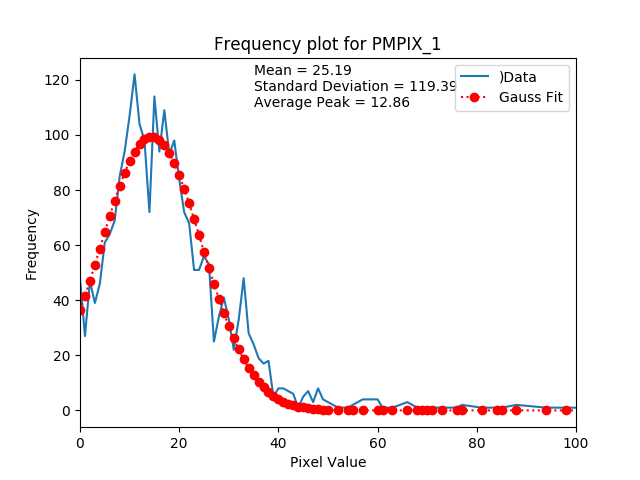 Frequency plot for PMPIX_1
Mean = 25.19
Standard Deviation = 119.39
Average Peak = 12.86
)Data
Gauss Fit
Frequency
120
100
80
60
40
20
0
0 20 40 60 80 100
Pixel Value